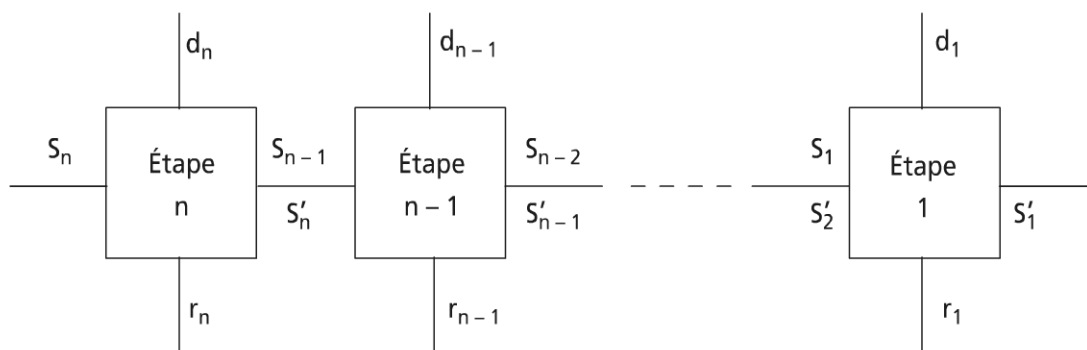 dₙ dₙ₋₁ d₁
Sₙ Étape n Sₙ₋₁ S′ₙ Étape n – 1 Sₙ₋₂ S′ₙ₋₁ S₁ S′₂ Étape 1 S′₁
rₙ rₙ₋₁ r₁